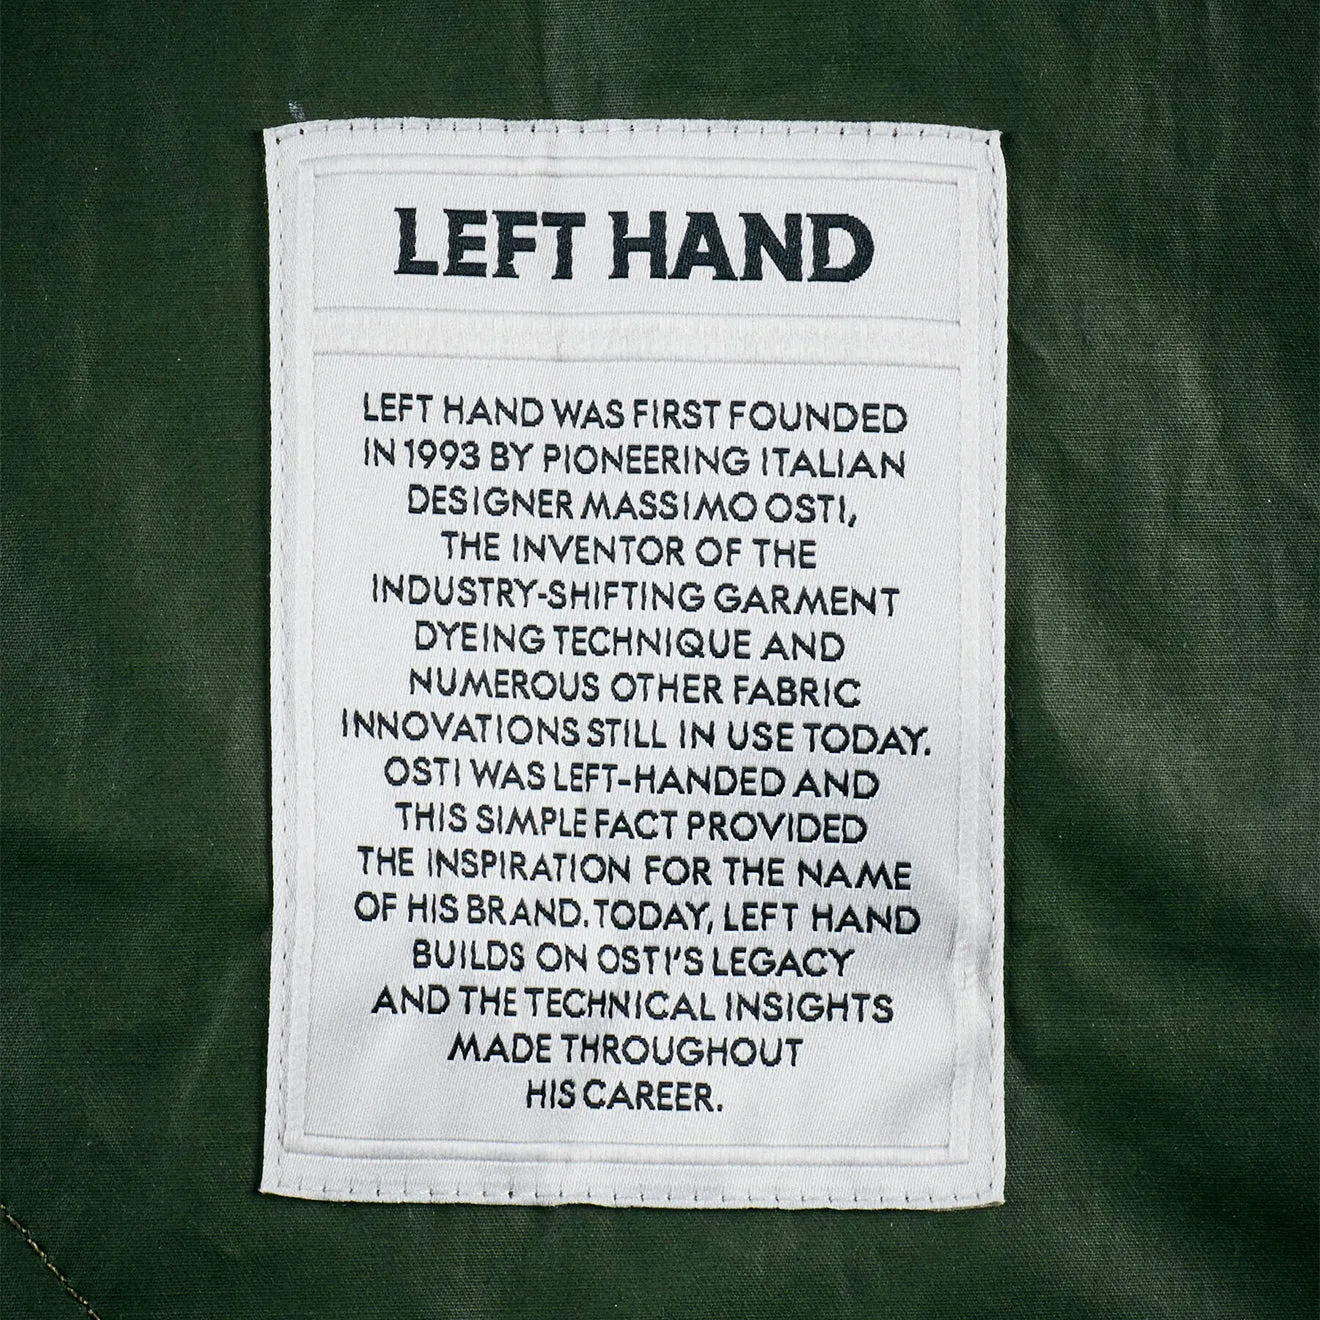 LEFT HAND
LEFT HAND WAS FIRST FOUNDED
IN 1993 BY PIONEERING ITALIAN
DESIGNER MASSIMO OSTI,
THE INVENTOR OF THE
INDUSTRY-SHIFTING GARMENT
DYEING TECHNIQUE AND
NUMEROUS OTHER FABRIC
INNOVATIONS STILL IN USE TODAY.
OSTI WAS LEFT-HANDED AND
THIS SIMPLE FACT PROVIDED
THE INSPIRATION FOR THE NAME
OF HIS BRAND. TODAY, LEFT HAND
BUILDS ON OSTI'S LEGACY
AND THE TECHNICAL INSIGHTS
MADE THROUGHOUT
HIS CAREER.